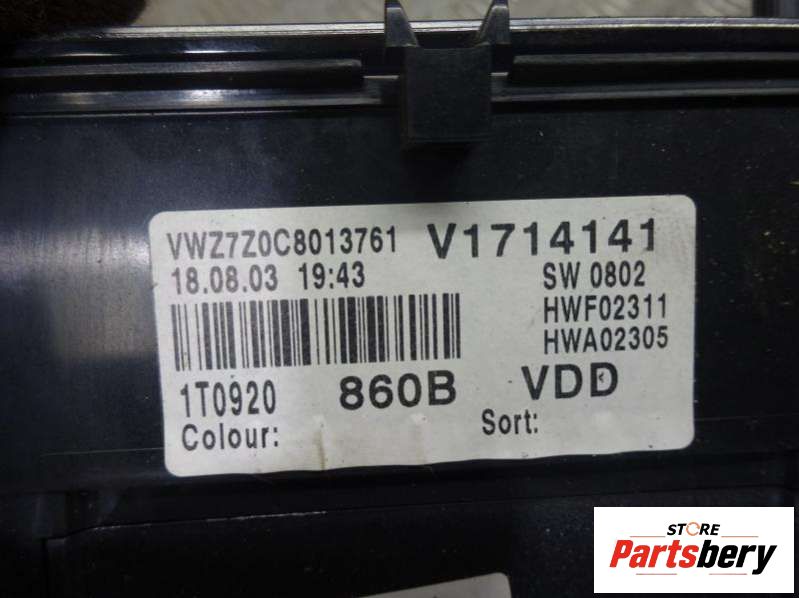 VWZ7Z0C8013761 V1714141
18.08.03 19:43 SW 0802
HWF02311
HWA02305
1T0920 860B VDD
Colour: Sort:
STORE
Partsbery